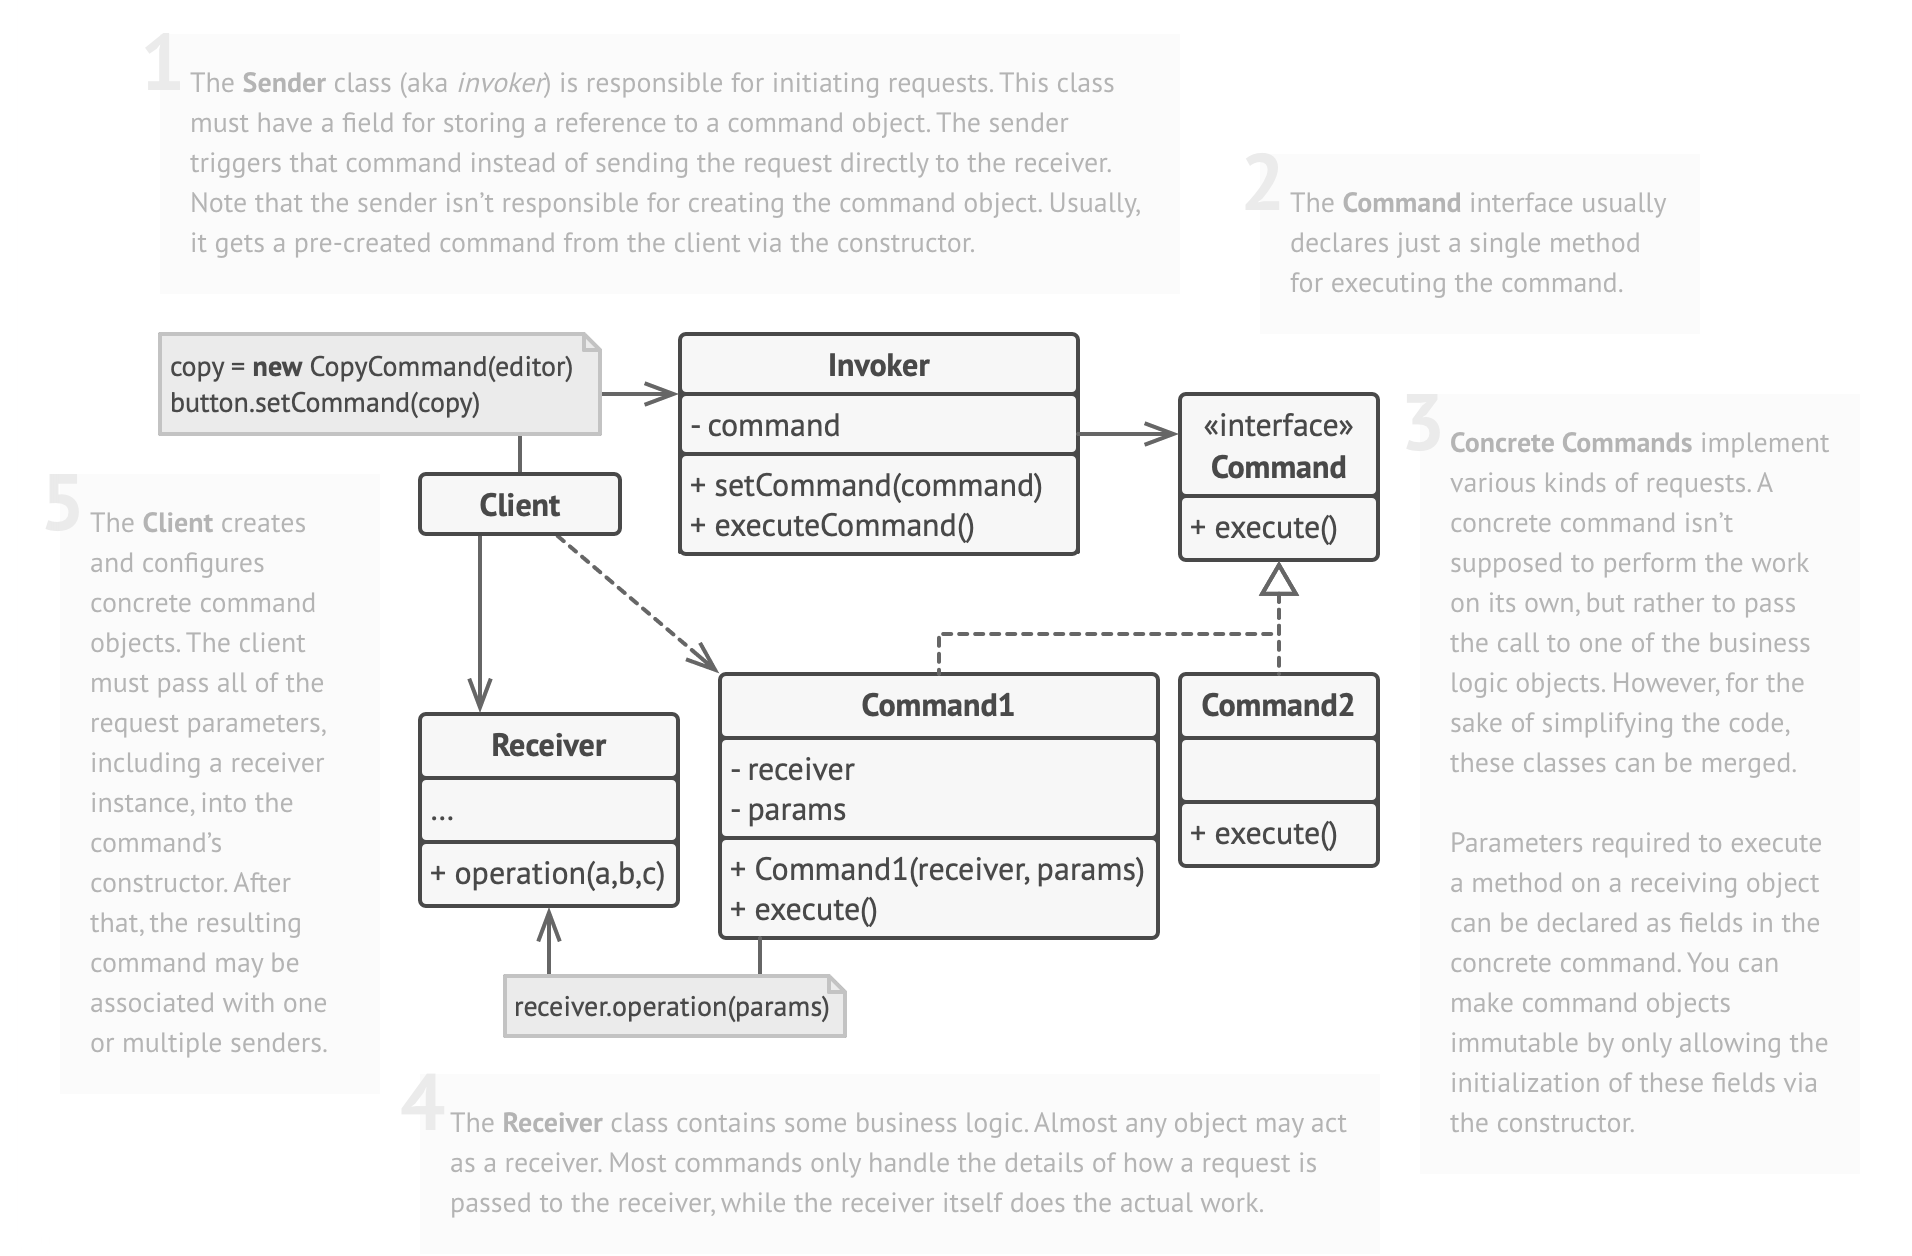 1
The Sender class (aka invoker) is responsible for initiating requests. This class
must have a field for storing a reference to a command object. The sender
triggers that command instead of sending the request directly to the receiver.
Note that the sender isn’t responsible for creating the command object. Usually,
it gets a pre-created command from the client via the constructor.
2
The Command interface usually
declares just a single method
for executing the command.
copy = new CopyCommand(editor)
button.setCommand(copy)
Invoker
- command
+ setCommand(command)
+ executeCommand()
«interface»
Command
+ execute()
3
Concrete Commands implement
various kinds of requests. A
concrete command isn’t
supposed to perform the work
on its own, but rather to pass
the call to one of the business
logic objects. However, for the
sake of simplifying the code,
these classes can be merged.
Parameters required to execute
a method on a receiving object
can be declared as fields in the
concrete command. You can
make command objects
immutable by only allowing the
initialization of these fields via
the constructor.
Client
5
The Client creates
and configures
concrete command
objects. The client
must pass all of the
request parameters,
including a receiver
instance, into the
command’s
constructor. After
that, the resulting
command may be
associated with one
or multiple senders.
Receiver
...
+ operation(a,b,c)
Command1
- receiver
- params
+ Command1(receiver, params)
+ execute()
Command2
+ execute()
receiver.operation(params)
4
The Receiver class contains some business logic. Almost any object may act
as a receiver. Most commands only handle the details of how a request is
passed to the receiver, while the receiver itself does the actual work.